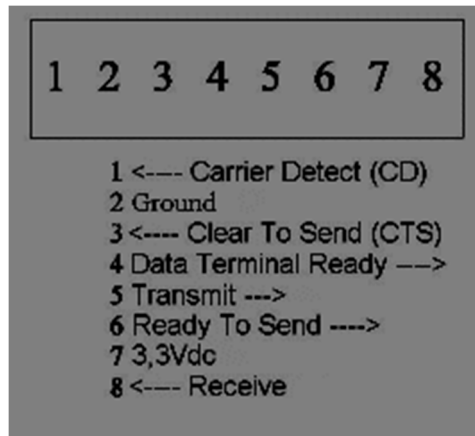 1 2 3 4 5 6 7 8
1 <---- Carrier Detect (CD)
2 Ground
3 <---- Clear To Send (CTS)
4 Data Terminal Ready ---->
5 Transmit --->
6 Ready To Send ---->
7 3,3Vdc
8 <---- Receive